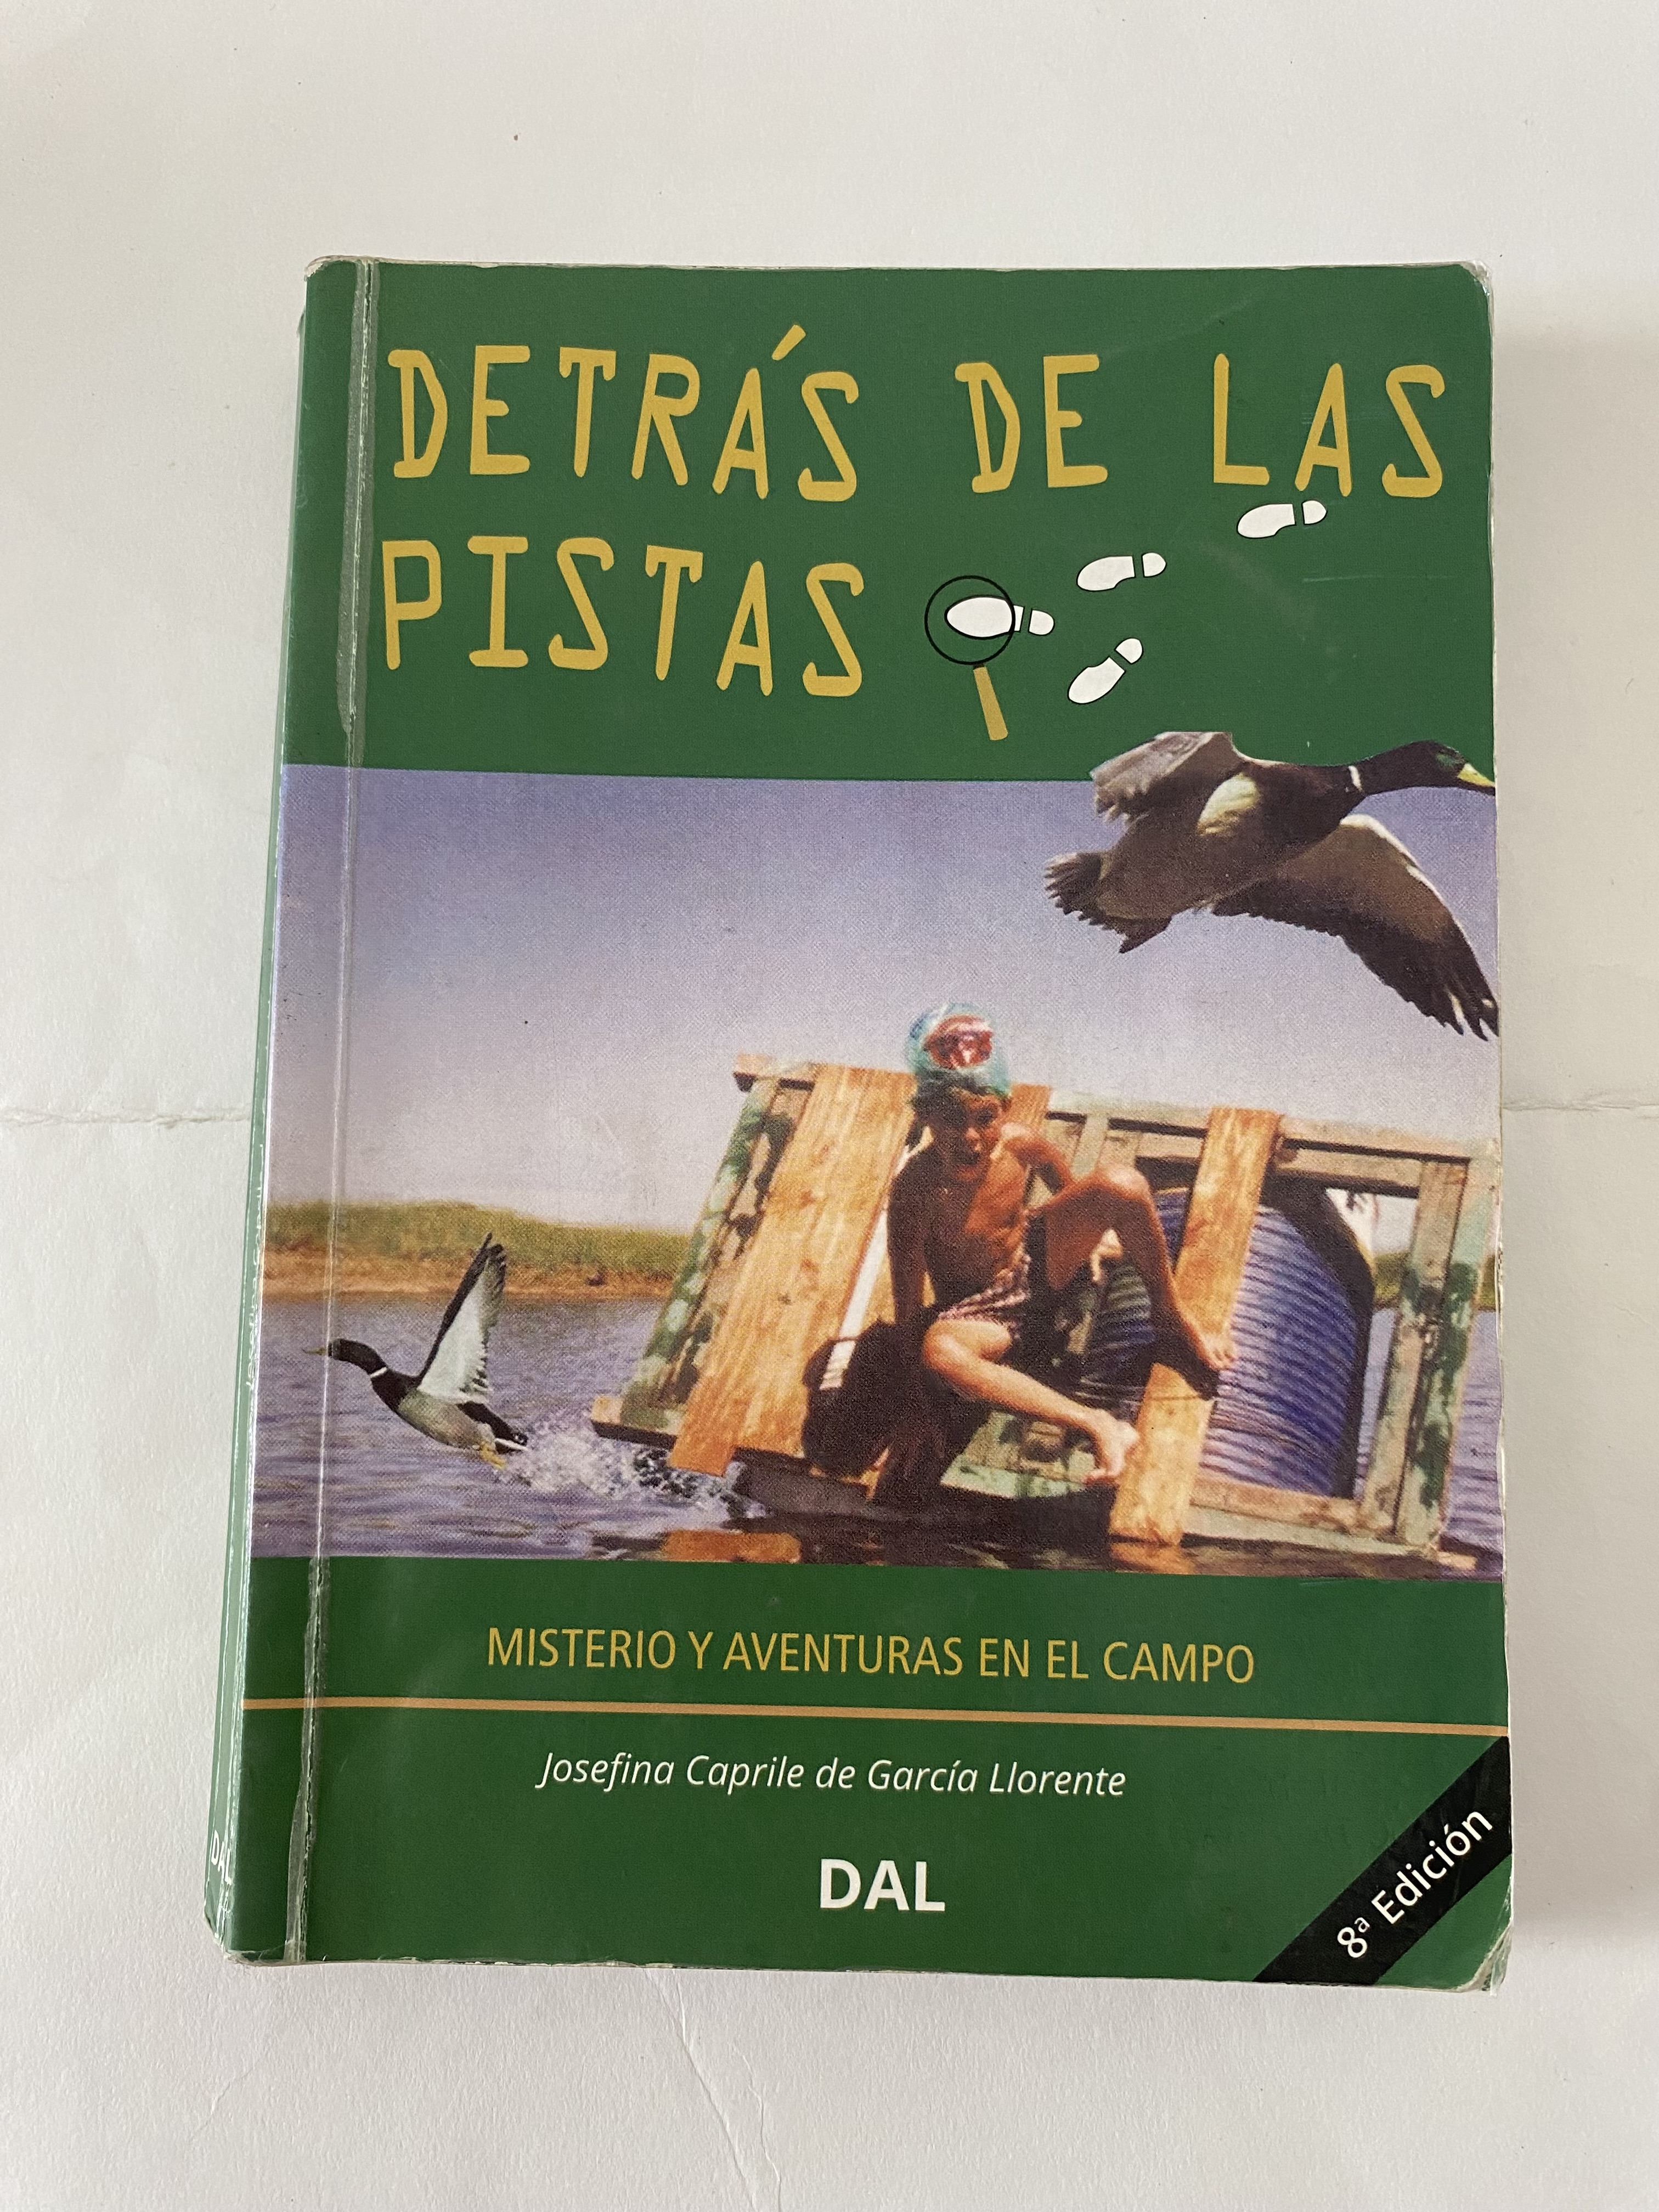 DETRÁS DE LAS
PISTAS
MISTERIO Y AVENTURAS EN EL CAMPO
Josefina Caprile de García Llorente
DAL
8ª Edición
DAL